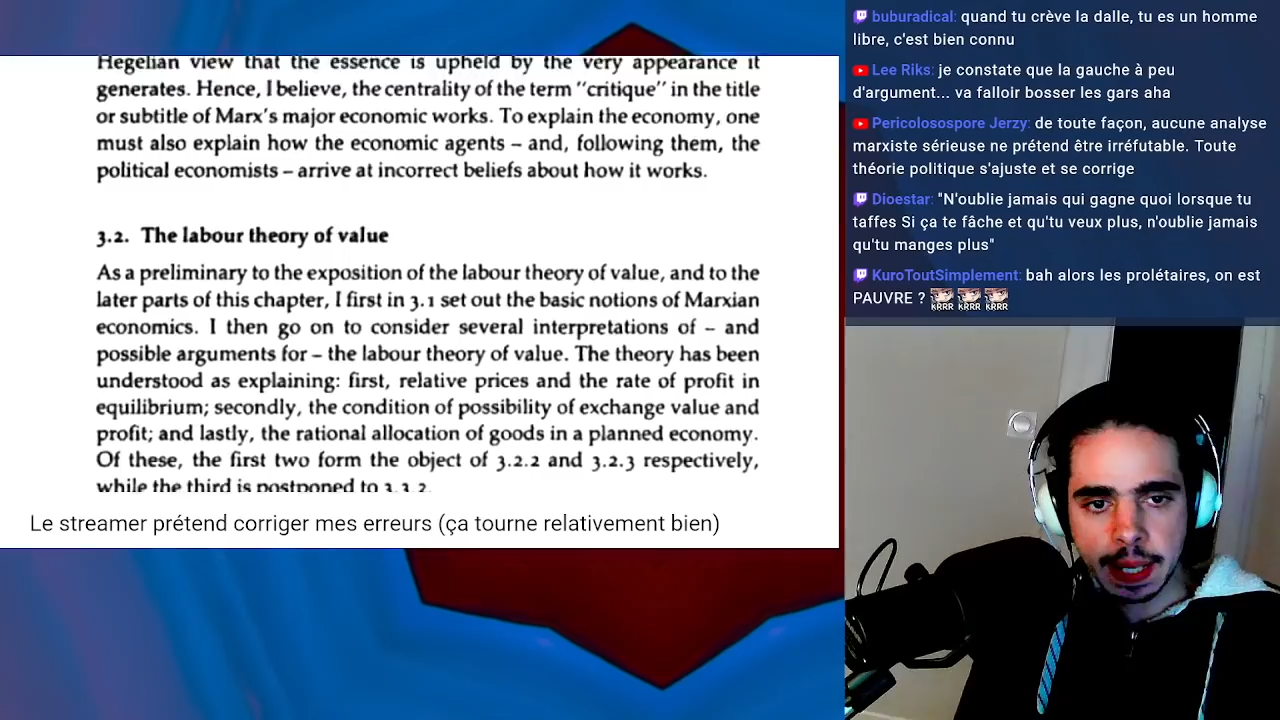 Hegelian view that the essence is upheld by the very appearance it
generates. Hence, I believe, the centrality of the term "critique" in the title
or subtitle of Marx's major economic works. To explain the economy, one
must also explain how the economic agents – and, following them, the
political economists – arrive at incorrect beliefs about how it works.
3.2. The labour theory of value
As a preliminary to the exposition of the labour theory of value, and to the
later parts of this chapter, I first in 3.1 set out the basic notions of Marxian
economics. I then go on to consider several interpretations of – and
possible arguments for – the labour theory of value. The theory has been
understood as explaining: first, relative prices and the rate of profit in
equilibrium; secondly, the condition of possibility of exchange value and
profit; and lastly, the rational allocation of goods in a planned economy.
Of these, the first two form the object of 3.2.2 and 3.2.3 respectively,
while the third is postponed to 3.3.2.
Le streamer prétend corriger mes erreurs (ça tourne relativement bien)
buburadical: quand tu crève la dalle, tu es un homme
libre, c'est bien connu
Lee Riks: je constate que la gauche à peu
d'argument... va falloir bosser les gars aha
Pericolosospore Jerzy: de toute façon, aucune analyse
marxiste sérieuse ne prétend être irréfutable. Toute
théorie politique s'ajuste et se corrige
Dioestar: "N'oublie jamais qui gagne quoi lorsque tu
taffes Si ça te fâche et qu'tu veux plus, n'oublie jamais
qu'tu manges plus"
KuroToutSimplement: bah alors les prolétaires, on est
PAUVRE ? KRRR KRRR KRRR